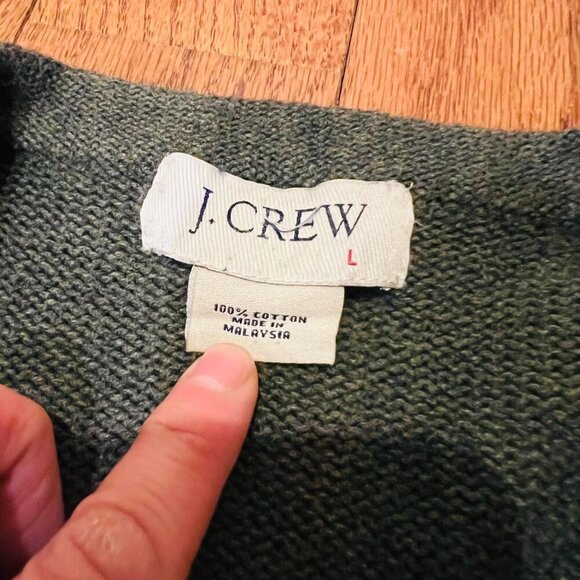 J. CREW
L
100% COTTON
MADE IN
MALAYSIA